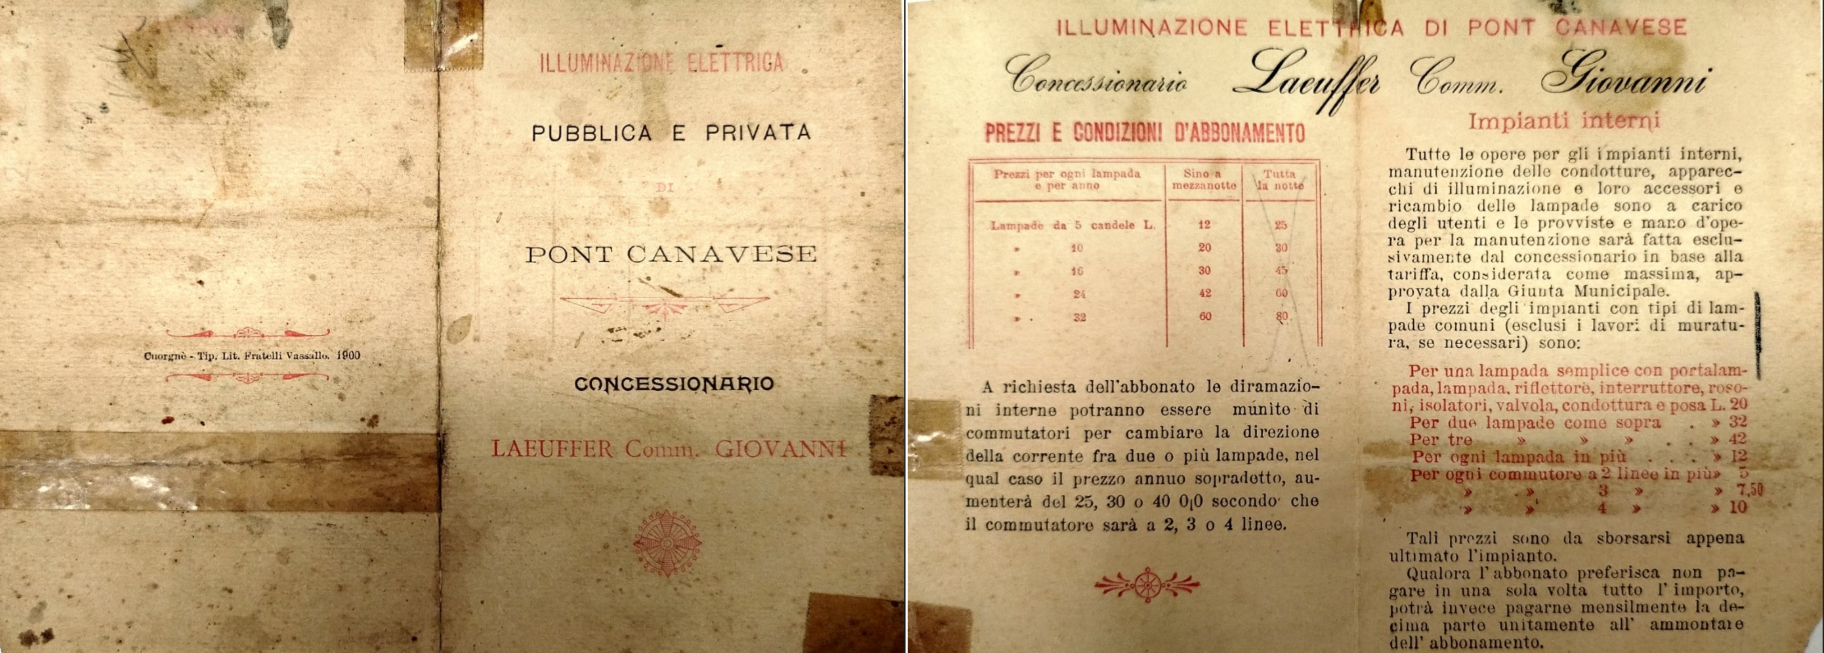 Cuorgnè - Tip. Lit. Fratelli Vassallo. 1900
ILLUMINAZIONE ELETTRICA
PUBBLICA E PRIVATA
DI
PONT CANAVESE
CONCESSIONARIO
LAEUFFER Comm. GIOVANNI
ILLUMINAZIONE ELETTRICA DI PONT CANAVESE
Concessionario Laeuffer Comm. Giovanni
PREZZI E CONDIZIONI D'ABBONAMENTO
Prezzi per ogni lampada e per anno | Sino a mezzanotte | Tutta la notte
Lampade da 5 candele L. 12 25
» 10 20 30
» 16 30 45
» 24 42 60
» 32 60 80
A richiesta dell'abbonato le diramazio-
ni interne potranno essere munite di
commutatori per cambiare la direzione
della corrente fra due o più lampade, nel
qual caso il prezzo annuo sopradetto, au-
menterà del 25, 30 o 40 0|0 secondo che
il commutatore sarà a 2, 3 o 4 linee.
Impianti interni
Tutte le opere per gli impianti interni,
manutenzione delle condotture, apparec-
chi di illuminazione e loro accessori e
ricambio delle lampade sono a carico
degli utenti e le provviste e mano d'ope-
ra per la manutenzione sarà fatta esclu-
sivamente dal concessionario in base alla
tariffa, considerata come massima, ap-
provata dalla Giunta Municipale.
I prezzi degli impianti con tipi di lam-
pade comuni (esclusi i lavori di muratu-
ra, se necessari) sono:
Per una lampada semplice con portalam-
pada, lampada, riflettore, interruttore, roso-
ni, isolatori, valvola, condottura e posa L. 20
Per due lampade come sopra . » 32
Per tre » » » . . » 42
Per ogni lampada in più . . . . » 12
Per ogni commutore a 2 linee in più » 5
» » 3 » » 7,50
» » 4 » » 10
Tali prezzi sono da sborsarsi appena
ultimato l'impianto.
Qualora l'abbonato preferisca non pa-
gare in una sola volta tutto l'importo,
potrà invece pagarne mensilmente la de-
cima parte unitamente all' ammontare
dell' abbonamento.